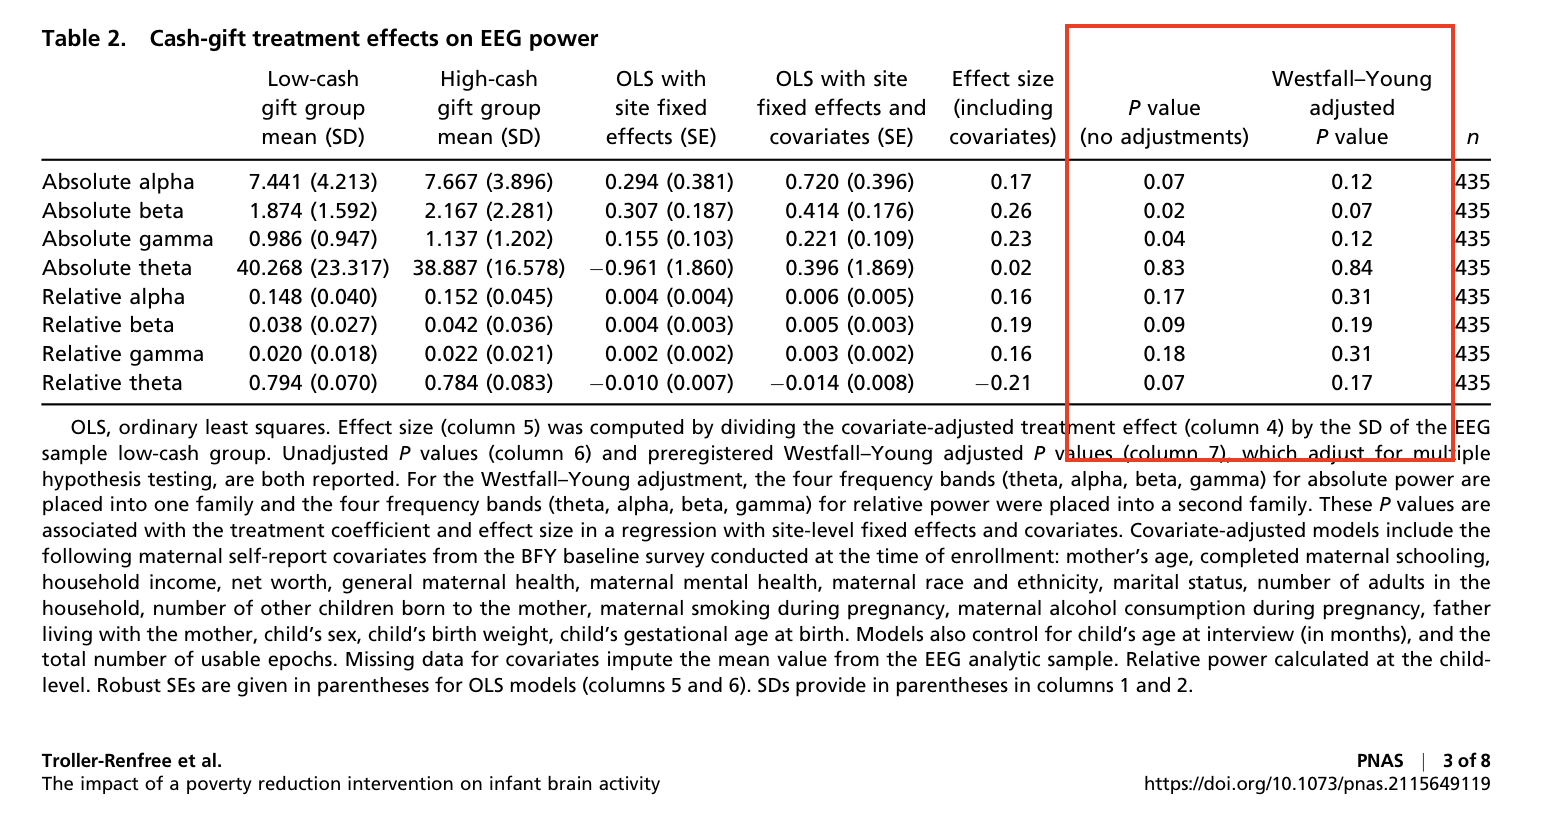 Table 2. Cash-gift treatment effects on EEG power
Low-cash gift group mean (SD) High-cash gift group mean (SD) OLS with site fixed effects (SE) OLS with site fixed effects and covariates (SE) Effect size (including covariates) P value (no adjustments) Westfall–Young adjusted P value n
Absolute alpha 7.441 (4.213) 7.667 (3.896) 0.294 (0.381) 0.720 (0.396) 0.17 0.07 0.12 435
Absolute beta 1.874 (1.592) 2.167 (2.281) 0.307 (0.187) 0.414 (0.176) 0.26 0.02 0.07 435
Absolute gamma 0.986 (0.947) 1.137 (1.202) 0.155 (0.103) 0.221 (0.109) 0.23 0.04 0.12 435
Absolute theta 40.268 (23.317) 38.887 (16.578) −0.961 (1.860) 0.396 (1.869) 0.02 0.83 0.84 435
Relative alpha 0.148 (0.040) 0.152 (0.045) 0.004 (0.004) 0.006 (0.005) 0.16 0.17 0.31 435
Relative beta 0.038 (0.027) 0.042 (0.036) 0.004 (0.003) 0.005 (0.003) 0.19 0.09 0.19 435
Relative gamma 0.020 (0.018) 0.022 (0.021) 0.002 (0.002) 0.003 (0.002) 0.16 0.18 0.31 435
Relative theta 0.794 (0.070) 0.784 (0.083) −0.010 (0.007) −0.014 (0.008) −0.21 0.07 0.17 435
OLS, ordinary least squares. Effect size (column 5) was computed by dividing the covariate-adjusted treatment effect (column 4) by the SD of the EEG
sample low-cash group. Unadjusted P values (column 6) and preregistered Westfall–Young adjusted P values (column 7), which adjust for multiple
hypothesis testing, are both reported. For the Westfall–Young adjustment, the four frequency bands (theta, alpha, beta, gamma) for absolute power are
placed into one family and the four frequency bands (theta, alpha, beta, gamma) for relative power were placed into a second family. These P values are
associated with the treatment coefficient and effect size in a regression with site-level fixed effects and covariates. Covariate-adjusted models include the
following maternal self-report covariates from the BFY baseline survey conducted at the time of enrollment: mother's age, completed maternal schooling,
household income, net worth, general maternal health, maternal mental health, maternal race and ethnicity, marital status, number of adults in the
household, number of other children born to the mother, maternal smoking during pregnancy, maternal alcohol consumption during pregnancy, father
living with the mother, child's sex, child's birth weight, child's gestational age at birth. Models also control for child's age at interview (in months), and the
total number of usable epochs. Missing data for covariates impute the mean value from the EEG analytic sample. Relative power calculated at the child-
level. Robust SEs are given in parentheses for OLS models (columns 5 and 6). SDs provide in parentheses in columns 1 and 2.
Troller-Renfree et al.
The impact of a poverty reduction intervention on infant brain activity
PNAS | 3 of 8
https://doi.org/10.1073/pnas.2115649119